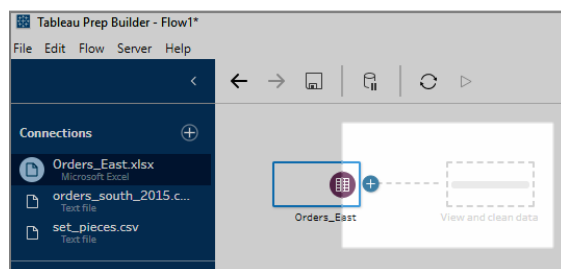 Tableau Prep Builder - Flow1*
File Edit Flow Server Help
Connections
Orders_East.xlsx
Microsoft Excel
orders_south_2015.c...
Text file
set_pieces.csv
Text file
Orders_East
View and clean data